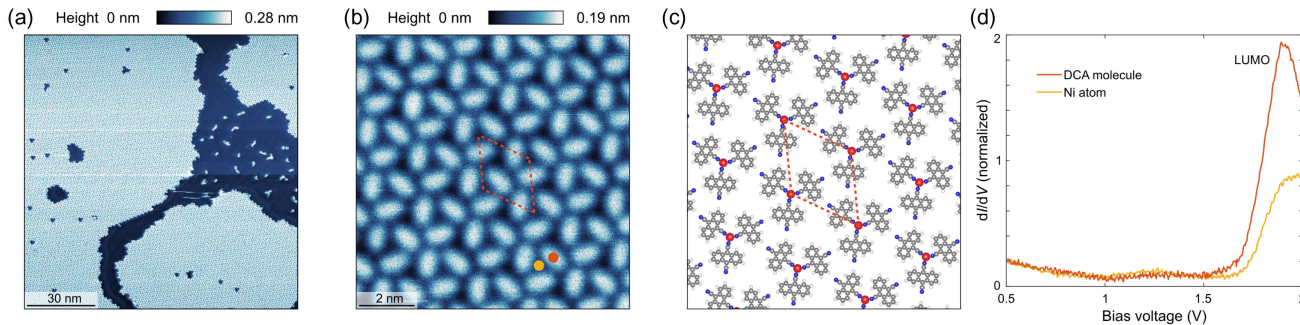 (a)
Height 0 nm 0.28 nm
30 nm
(b)
Height 0 nm 0.19 nm
2 nm
(c)
(d)
dI/dV (normalized)
2
1
0
LUMO
DCA molecule
Ni atom
0.5 1 1.5 2
Bias voltage (V)